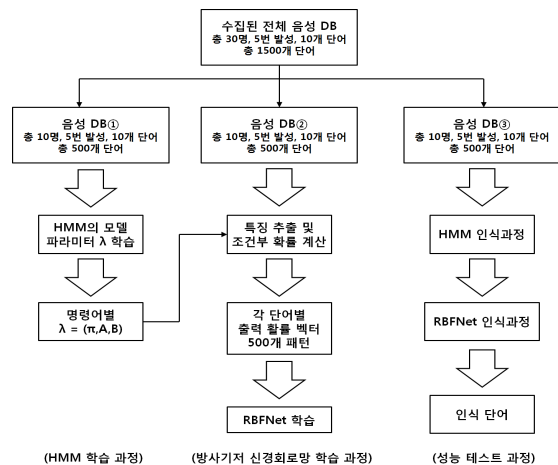 수집된 전체 음성 DB
총 30명, 5번 발성, 10개 단어
총 1500개 단어
음성 DB①
총 10명, 5번 발성, 10개 단어
총 500개 단어
음성 DB②
총 10명, 5번 발성, 10개 단어
총 500개 단어
음성 DB③
총 10명, 5번 발성, 10개 단어
총 500개 단어
HMM의 모델
파라미터 λ 학습
특징 추출 및
조건부 확률 계산
HMM 인식과정
명령어별
λ = (π,A,B)
각 단어별
출력 활률 벡터
500개 패턴
RBFNet 인식과정
RBFNet 학습
인식 단어
(HMM 학습 과정)
(방사기저 신경회로망 학습 과정)
(성능 테스트 과정)